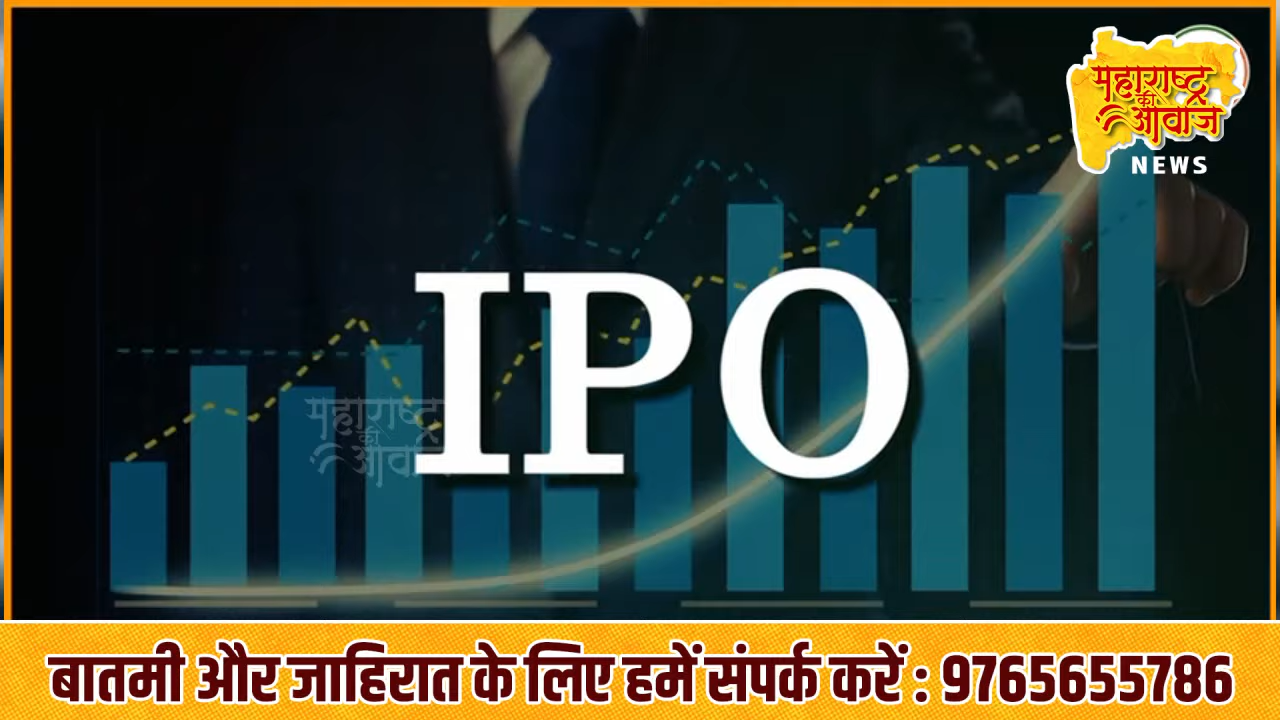 महाराष्ट्र
की
आवाज
NEWS
IPO
महाराष्ट्र
की
आवाज
बातमी और जाहिरात के लिए हमें संपर्क करें : 9765655786